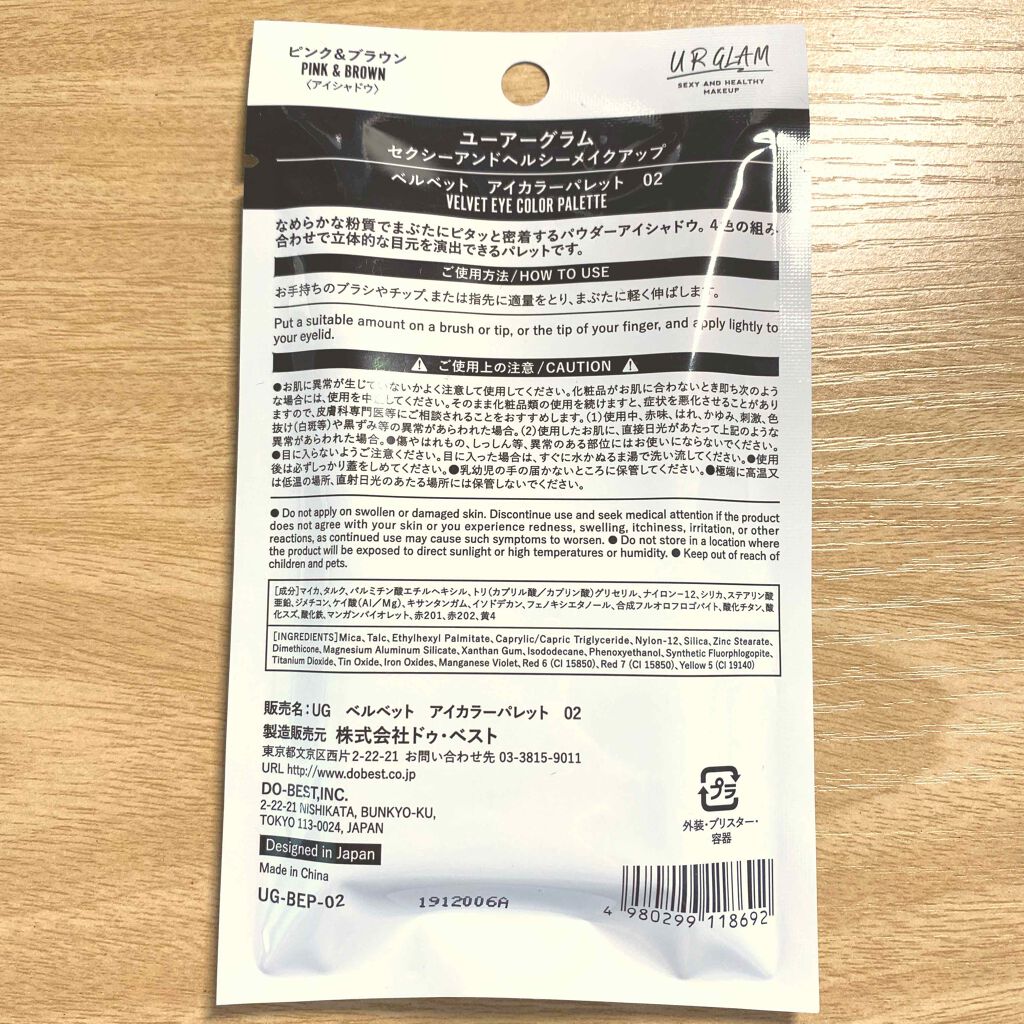 ピンク＆ブラウン
PINK & BROWN
〈アイシャドウ〉
UR GLAM
SEXY AND HEALTHY
MAKEUP
ユーアーグラム
セクシーアンドヘルシーメイクアップ
ベルベット アイカラーパレット 02
VELVET EYE COLOR PALETTE
なめらかな粉質でまぶたにピタッと密着するパウダーアイシャドウ。4色の組み
合わせで立体的な目元を演出できるパレットです。
ご使用方法/HOW TO USE
お手持ちのブラシやチップ、または指先に適量をとり、まぶたに軽く伸ばします。
Put a suitable amount on a brush or tip, or the tip of your finger, and apply lightly to
your eyelid.
ご使用上の注意/CAUTION
●お肌に異常が生じていないかよく注意して使用してください。化粧品がお肌に合わないとき即ち次のよう
な場合には、使用を中してください。そのまま化粧品類の使用を続けますと、症状を悪化させることがあり
ますので、皮膚科専門医等にご相談されることをおすすめします。(1)使用中、赤味、はれ、かゆみ、刺激、色
抜け(白斑等)や黒ずみ等の異常があらわれた場合。(2)使用したお肌に、直接日光があたって上記のような
異常があらわれた場合。●傷やはれもの、しっしん等、異常のある部位にはお使いにならないでください。
●目に入らないようご注意ください。目に入った場合は、すぐに水かぬるま湯で洗い流してください。●使用
後は必ずしっかり蓋をしめてください。●乳幼児の手の届かないところに保管してください。●極端に高温又
は低温の場所、直射日光のあたる場所には保管しないでください。
● Do not apply on swollen or damaged skin. Discontinue use and seek medical attention if the product
does not agree with your skin or you experience redness, swelling, itchiness, irritation, or other
reactions, as continued use may cause such symptoms to worsen. ● Do not store in a location where
the product will be exposed to direct sunlight or high temperatures or humidity. ● Keep out of reach of
children and pets.
[成分]マイカ、タルク、パルミチン酸エチルヘキシル、トリ(カプリル酸／カプリン酸)グリセリル、ナイロン-12、シリカ、ステアリン酸
亜鉛、ジメチコン、ケイ酸(Al／Mg)、キサンタンガム、イソドデカン、フェノキシエタノール、合成フルオロフロゴパイト、酸化チタン、酸
化スズ、酸化鉄、マンガンバイオレット、赤201、赤202、黄4
[INGREDIENTS]Mica, Talc, Ethylhexyl Palmitate, Caprylic/Capric Triglyceride, Nylon-12, Silica, Zinc Stearate,
Dimethicone, Magnesium Aluminum Silicate, Xanthan Gum, Isododecane, Phenoxyethanol, Synthetic Fluorphlogopite,
Titanium Dioxide, Tin Oxide, Iron Oxides, Manganese Violet, Red 6 (CI 15850), Red 7 (CI 15850), Yellow 5 (CI 19140)
販売名：UG ベルベット アイカラーパレット 02
製造販売元 株式会社ドゥ・ベスト
東京都文京区西片2-22-21 お問い合わせ先 03-3815-9011
URL http://www.dobest.co.jp
DO-BEST,INC.
2-22-21 NISHIKATA, BUNKYO-KU,
TOKYO 113-0024, JAPAN
Designed in Japan
Made in China
UG-BEP-02
1912006A
プラ
外装・ブリスター・
容器
4 980299 118692